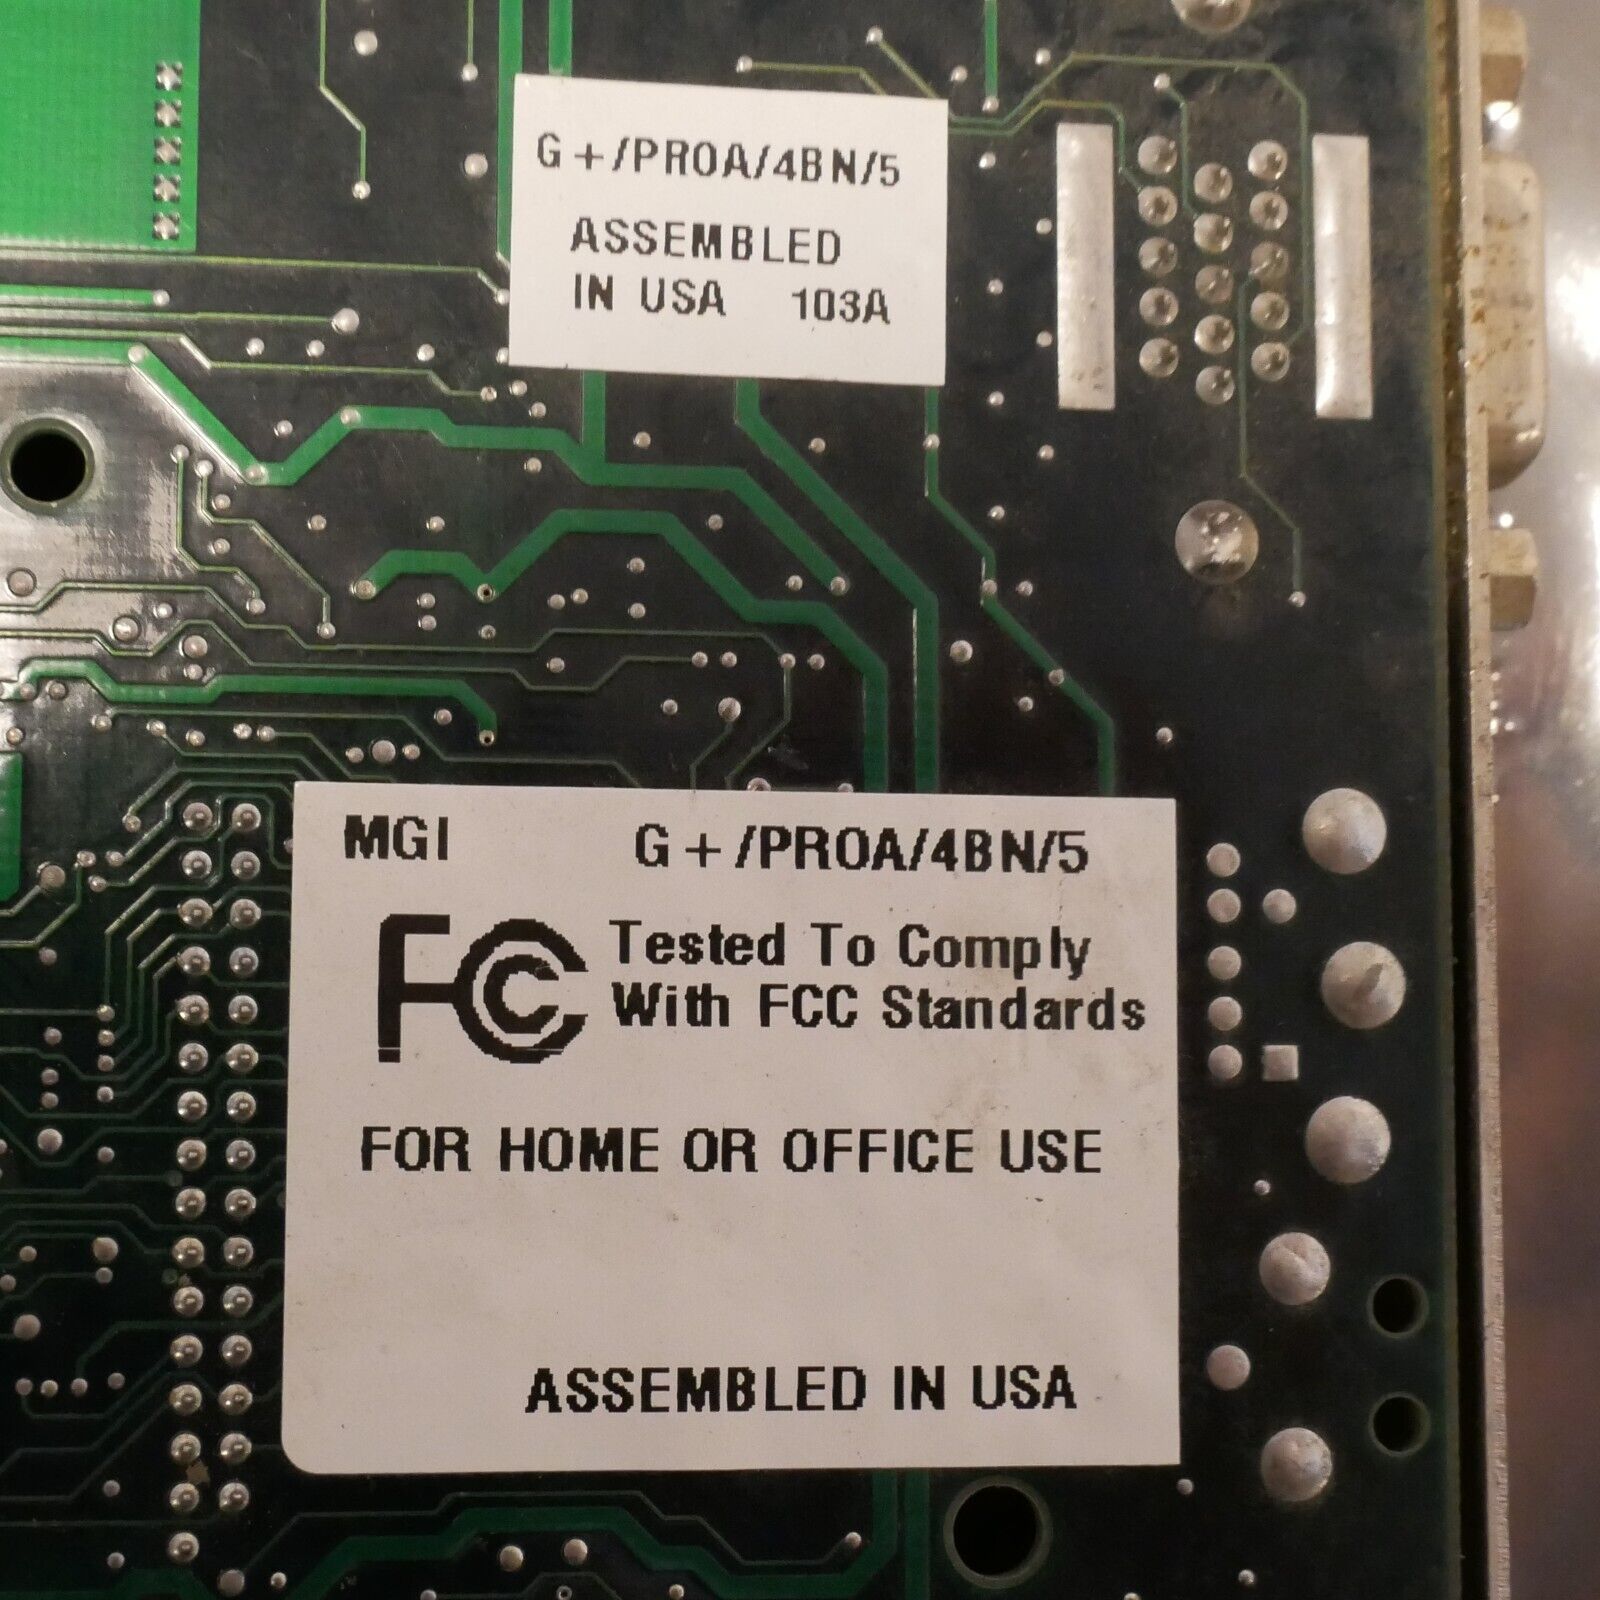 G+/PROA/4BN/5
ASSEMBLED
IN USA 103A
MGI G+/PROA/4BN/5
FCC Tested To Comply
With FCC Standards
FOR HOME OR OFFICE USE
ASSEMBLED IN USA